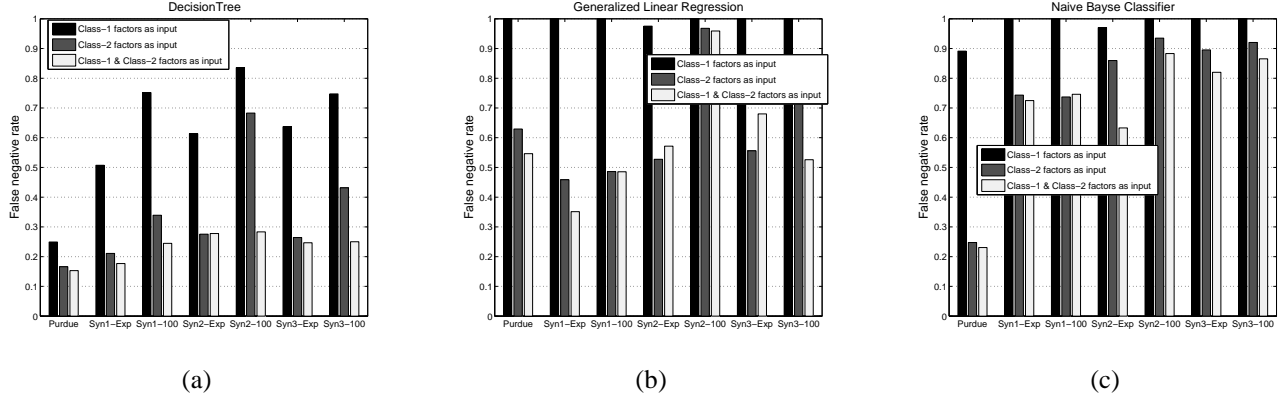 DecisionTree
False negative rate
1
0.9
0.8
0.7
0.6
0.5
0.4
0.3
0.2
0.1
0
Class−1 factors as input
Class−2 factors as input
Class−1 & Class−2 factors as input
Purdue Syn1−Exp Syn1−100 Syn2−Exp Syn2−100 Syn3−Exp Syn3−100
(a)
Generalized Linear Regression
False negative rate
1
0.9
0.8
0.7
0.6
0.5
0.4
0.3
0.2
0.1
0
Class−1 factors as input
Class−2 factors as input
Class−1 & Class−2 factors as input
Purdue Syn1−Exp Syn1−100 Syn2−Exp Syn2−100 Syn3−Exp Syn3−100
(b)
Naive Bayse Classifier
False negative rate
1
0.9
0.8
0.7
0.6
0.5
0.4
0.3
0.2
0.1
0
Class−1 factors as input
Class−2 factors as input
Class−1 & Class−2 factors as input
Purdue Syn1−Exp Syn1−100 Syn2−Exp Syn2−100 Syn3−Exp Syn3−100
(c)